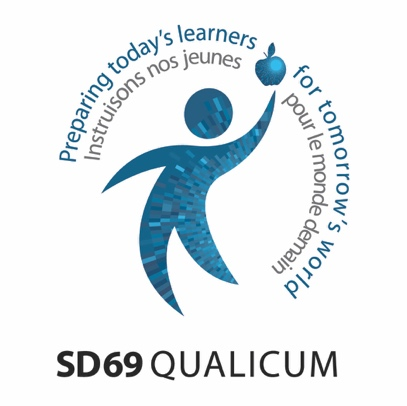 Preparing today's learners for tomorrow's world
Instruisons nos jeunes pour le monde demain
SD69 QUALICUM